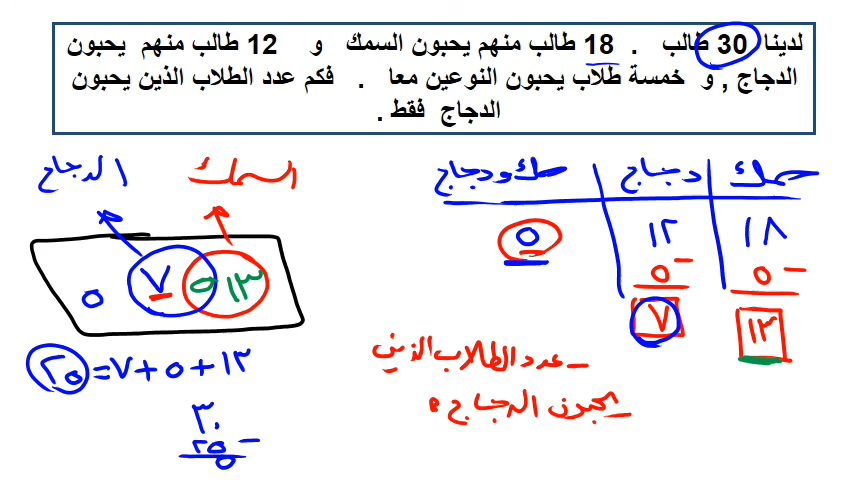 لدينا 30 طالب . 18 طالب منهم يحبون السمك و 12 طالب منهم يحبون
الدجاج , و خمسة طلاب يحبون النوعين معا . فكم عدد الطلاب الذين يحبون
الدجاج فقط .
سمك دجاج سمك ودجاج
١٨ ١٢ ٥
٥ - ٥ -
١٣ ٧
السمك الدجاج
٥ ٧ ٥ ١٣
٢٥ = ٧ + ٥ + ١٣
٣٠
٢٥ -
٥
- عدد الطلاب الذين
يحبون الدجاج